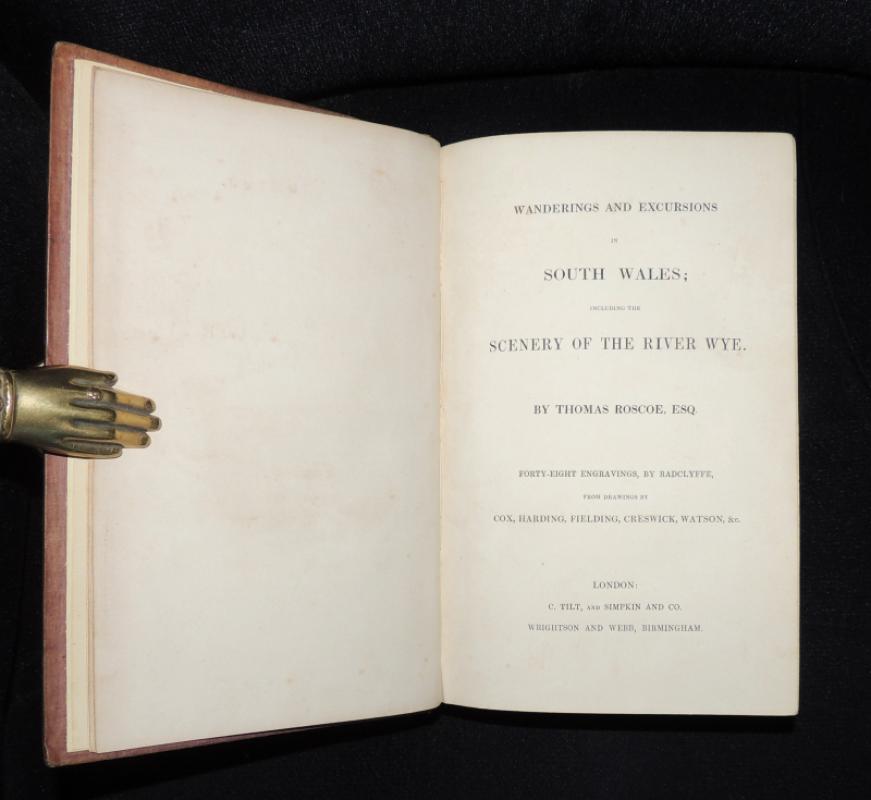 WANDERINGS AND EXCURSIONS
IN
SOUTH WALES;
INCLUDING THE
SCENERY OF THE RIVER WYE.
BY THOMAS ROSCOE, ESQ.
FORTY-EIGHT ENGRAVINGS, BY RADCLYFFE,
FROM DRAWINGS BY
COX, HARDING, FIELDING, CRESWICK, WATSON, &c.
LONDON:
C. TILT, AND SIMPKIN AND CO.
WRIGHTSON AND WEBB, BIRMINGHAM.